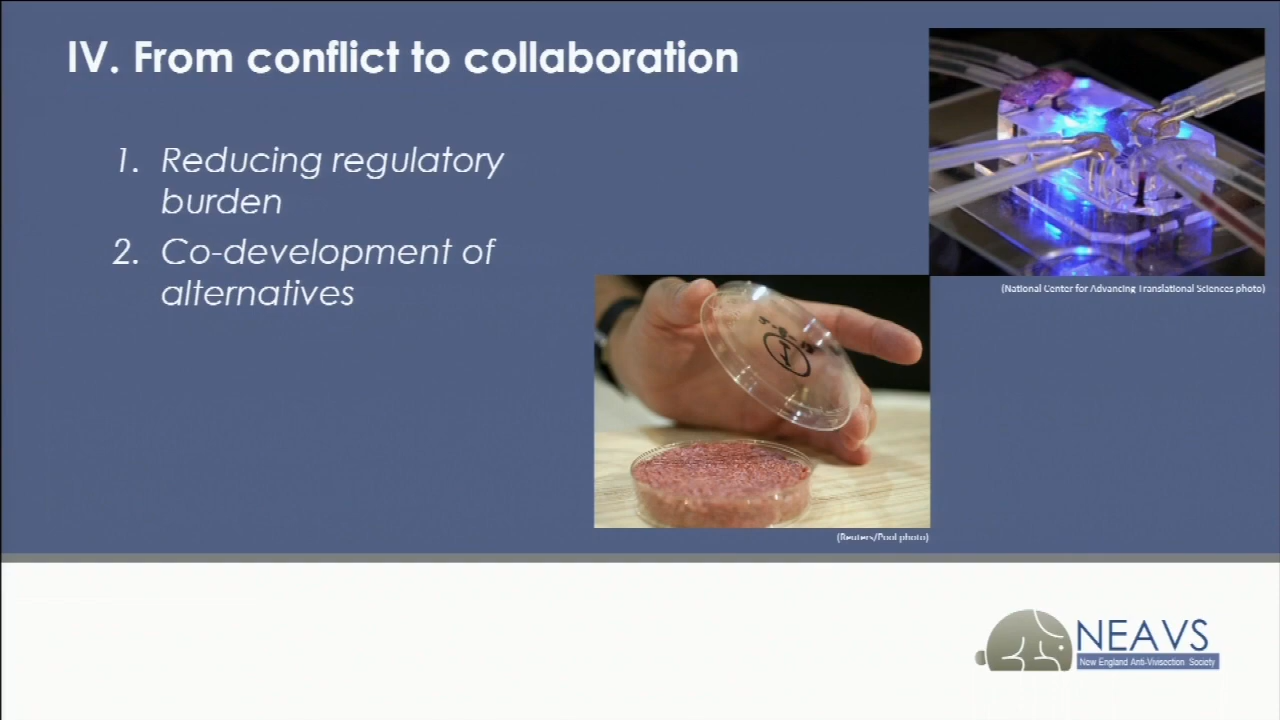 IV. From conflict to collaboration
1. Reducing regulatory
burden
2. Co-development of
alternatives
(National Center for Advancing Translational Sciences photo)
(Reuters/Pool photo)
NEAVS
New England Anti-Vivisection Society